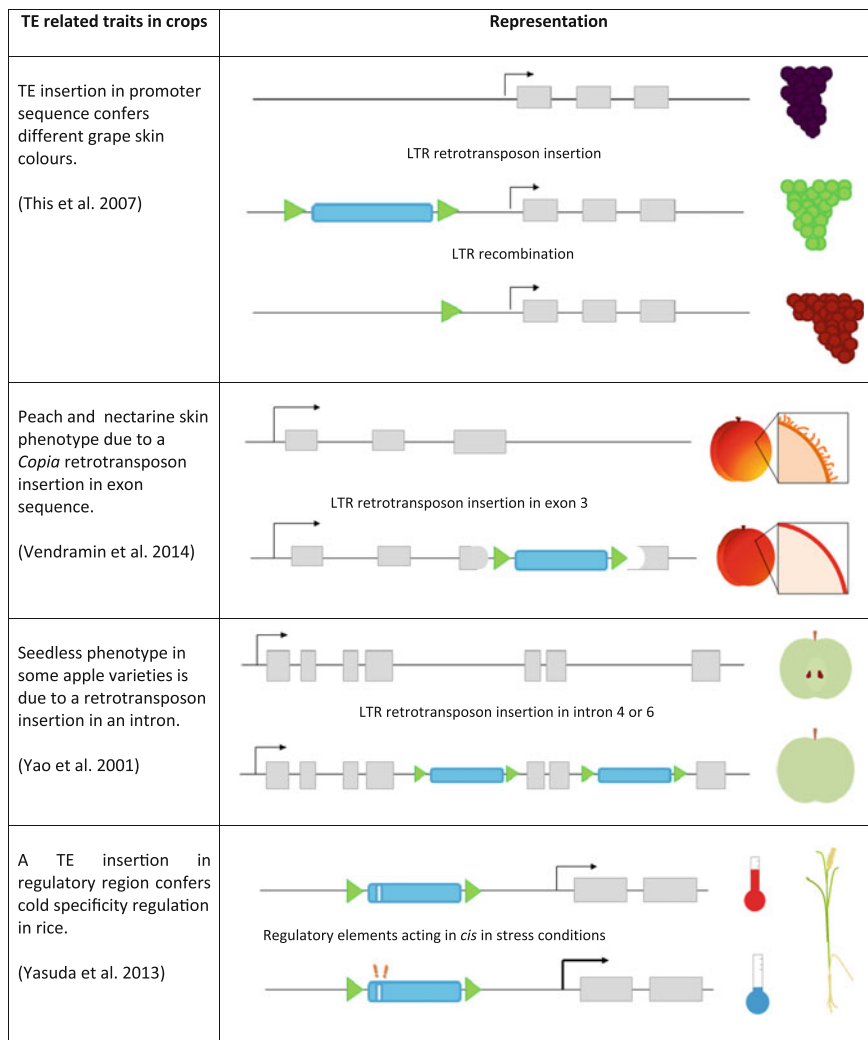 TE related traits in crops
Representation
TE insertion in promoter
sequence confers
different grape skin
colours.
(This et al. 2007)
LTR retrotransposon insertion
LTR recombination
Peach and nectarine skin
phenotype due to a
Copia retrotransposon
insertion in exon
sequence.
(Vendramin et al. 2014)
LTR retrotransposon insertion in exon 3
Seedless phenotype in
some apple varieties is
due to a retrotransposon
insertion in an intron.
(Yao et al. 2001)
LTR retrotransposon insertion in intron 4 or 6
A TE insertion in
regulatory region confers
cold specificity regulation
in rice.
(Yasuda et al. 2013)
Regulatory elements acting in cis in stress conditions